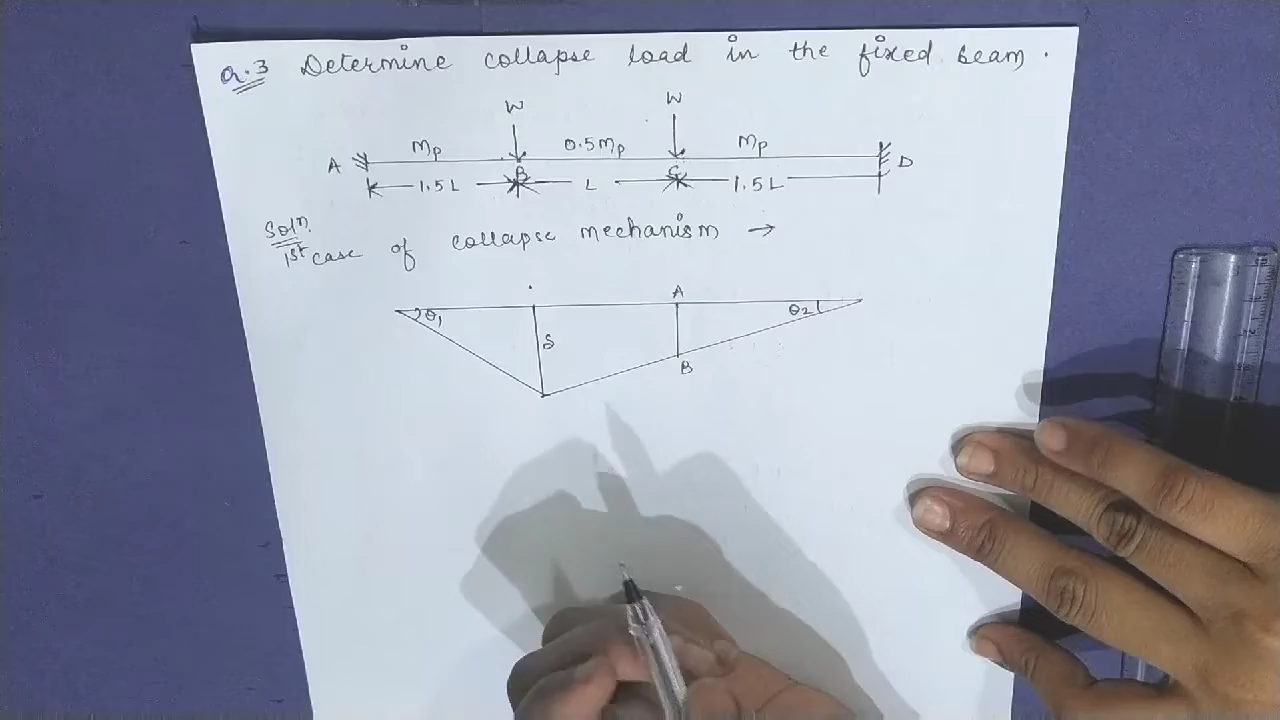 Q.3 Determine collapse load in the fixed beam.
W W
Mp 0.5Mp Mp
A B C D
1.5L L 1.5L
Solⁿ.
1st case of collapse mechanism →
A
θ1 θ2
δ
B